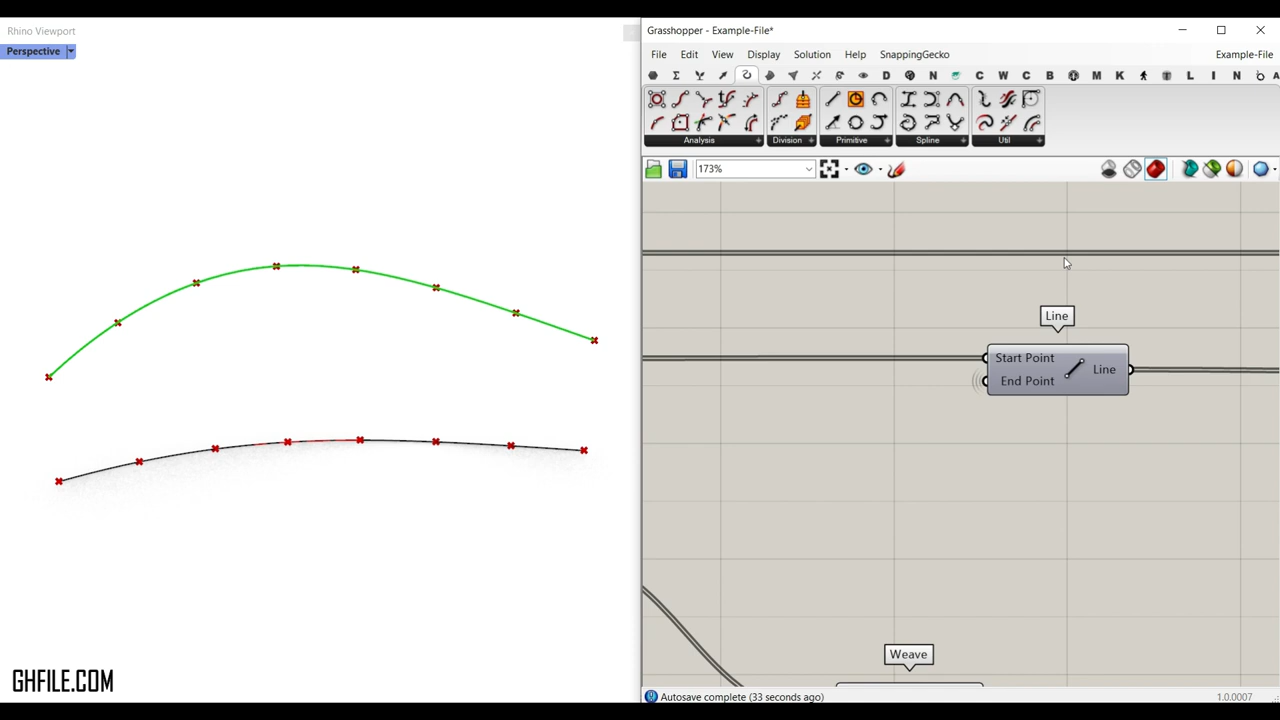 Rhino Viewport
Perspective
GHFILE.COM
Grasshopper - Example-File*
File Edit View Display Solution Help SnappingGecko Example-File
D N C W C B M K L I N A
Analysis Division Primitive Spline Util
173%
Line
Start Point
End Point
Line
Weave
Autosave complete (33 seconds ago)
1.0.0007